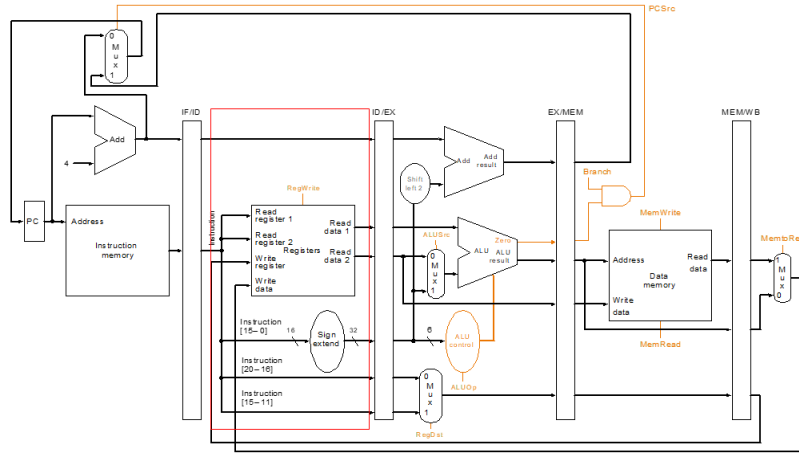 PCSrc
0
M
u
x
1
IF/ID
ID/EX
EX/MEM
MEM/WB
Add
4
Add
Add
result
Shift
left 2
Branch
RegWrite
PC
Address
Instruction
memory
Instruction
Read
register 1
Read
register 2
Write
register
Write
data
Registers
Read
data 1
Read
data 2
ALUSrc
0
M
u
x
1
Zero
ALU
ALU
result
MemWrite
Address
Read
data
Data
memory
Write
data
MemRead
MemtoRe
1
M
u
x
0
Instruction
[15–0]
16
Sign
extend
32
6
ALU
control
ALUOp
Instruction
[20–16]
Instruction
[15–11]
0
M
u
x
1
RegDst